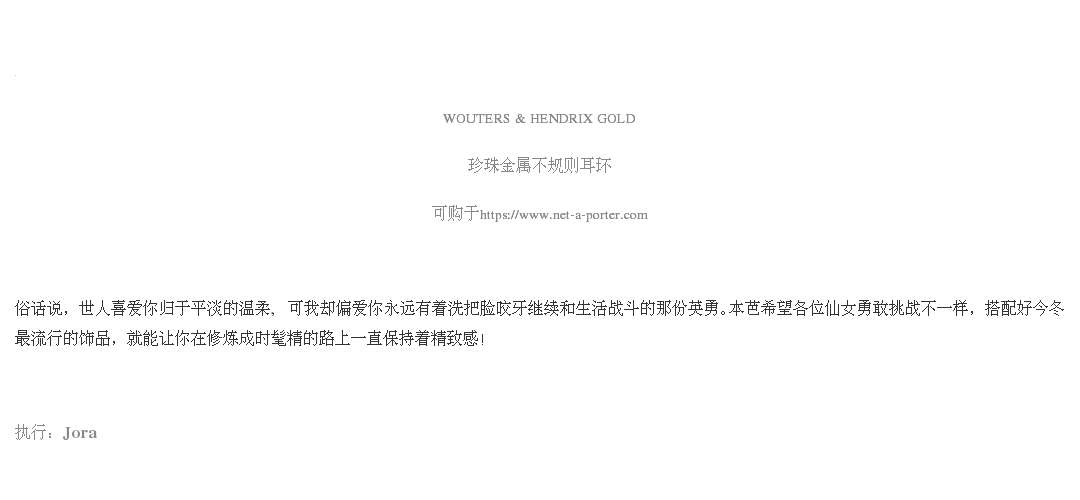 WOUTERS & HENDRIX GOLD
珍珠金属不规则耳环
可购于https://www.net-a-porter.com
俗话说，世人喜爱你归于平淡的温柔, 可我却偏爱你永远有着洗把脸咬牙继续和生活战斗的那份英勇。本芭希望各位仙女勇敢挑战不一样，搭配好今冬
最流行的饰品，就能让你在修炼成时髦精的路上一直保持着精致感!
执行：Jora